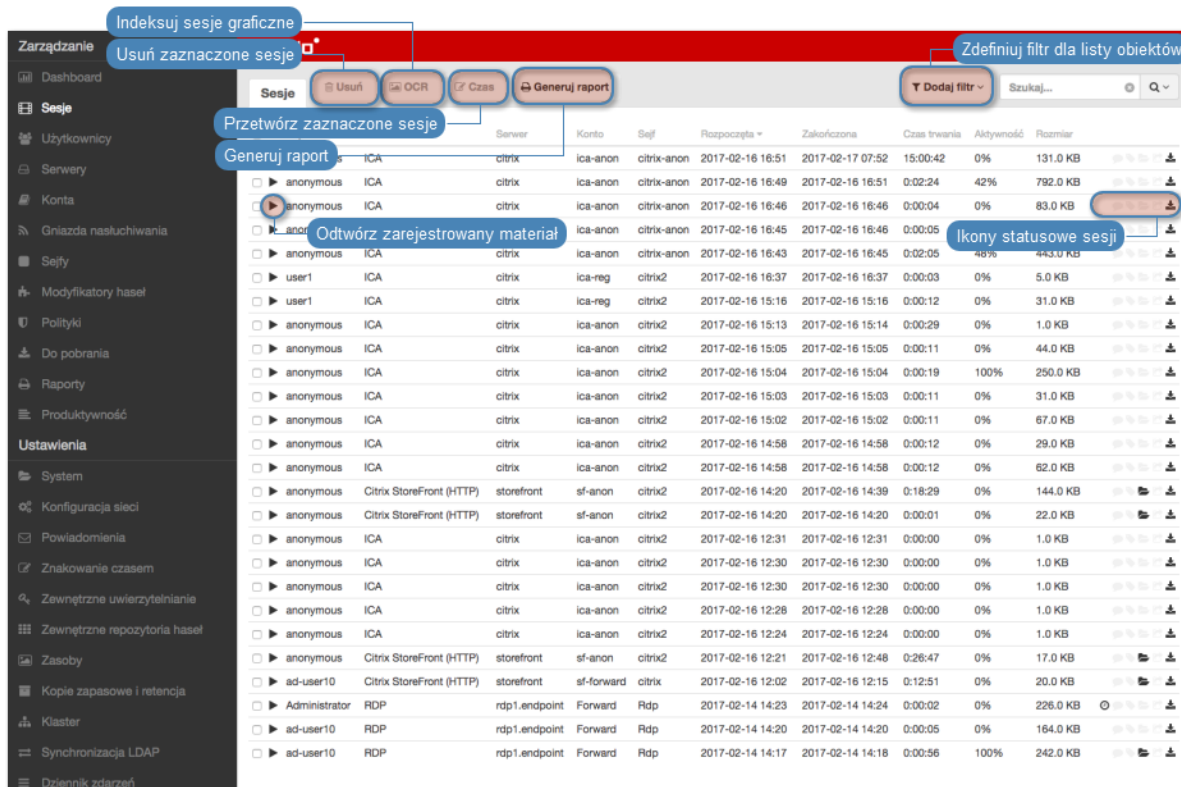 Indeksuj sesje graficzne
Zarządzanie
Usuń zaznaczone sesje
Zdefiniuj filtr dla listy obiektów
Dashboard
Sesje
Użytkownicy
Serwery
Konta
Gniazda nasłuchiwania
Sejfy
Modyfikatory haseł
Polityki
Do pobrania
Raporty
Produktywność
Ustawienia
System
Konfiguracja sieci
Powiadomienia
Znakowanie czasem
Zewnętrzne uwierzytelnianie
Zewnętrzne repozytoria haseł
Zasoby
Kopie zapasowe i retencja
Klaster
Synchronizacja LDAP
Dziennik zdarzeń
Sesje Usuń OCR Czas Generuj raport Dodaj filtr Szukaj...
Przetwórz zaznaczone sesje
Generuj raport
Serwer Konto Sejf Rozpoczęta Zakończona Czas trwania Aktywność Rozmiar
ICA citrix ica-anon citrix-anon 2017-02-16 16:51 2017-02-17 07:52 15:00:42 0% 131.0 KB
anonymous ICA citrix ica-anon citrix-anon 2017-02-16 16:49 2017-02-16 16:51 0:02:24 42% 792.0 KB
anonymous ICA citrix ica-anon citrix-anon 2017-02-16 16:46 2017-02-16 16:46 0:00:04 0% 83.0 KB
ica-anon citrix-anon 2017-02-16 16:45 2017-02-16 16:46 0:00:05
Odtwórz zarejestrowany materiał
Ikony statusowe sesji
anonymous ICA citrix ica-anon citrix-anon 2017-02-16 16:43 2017-02-16 16:45 0:02:05 48% 443.0 KB
user1 ICA citrix ica-reg citrix2 2017-02-16 16:37 2017-02-16 16:37 0:00:03 0% 5.0 KB
user1 ICA citrix ica-reg citrix2 2017-02-16 15:16 2017-02-16 15:16 0:00:12 0% 31.0 KB
anonymous ICA citrix ica-anon citrix2 2017-02-16 15:13 2017-02-16 15:14 0:00:29 0% 1.0 KB
anonymous ICA citrix ica-anon citrix2 2017-02-16 15:05 2017-02-16 15:05 0:00:11 0% 44.0 KB
anonymous ICA citrix ica-anon citrix2 2017-02-16 15:04 2017-02-16 15:04 0:00:19 100% 250.0 KB
anonymous ICA citrix ica-anon citrix2 2017-02-16 15:03 2017-02-16 15:03 0:00:11 0% 31.0 KB
anonymous ICA citrix ica-anon citrix2 2017-02-16 15:02 2017-02-16 15:02 0:00:11 0% 67.0 KB
anonymous ICA citrix ica-anon citrix2 2017-02-16 14:58 2017-02-16 14:58 0:00:12 0% 29.0 KB
anonymous ICA citrix ica-anon citrix2 2017-02-16 14:58 2017-02-16 14:58 0:00:12 0% 62.0 KB
anonymous Citrix StoreFront (HTTP) storefront sf-anon citrix2 2017-02-16 14:20 2017-02-16 14:39 0:18:29 0% 144.0 KB
anonymous Citrix StoreFront (HTTP) storefront sf-anon citrix2 2017-02-16 14:20 2017-02-16 14:20 0:00:01 0% 22.0 KB
anonymous ICA citrix ica-anon citrix2 2017-02-16 12:31 2017-02-16 12:31 0:00:00 0% 1.0 KB
anonymous ICA citrix ica-anon citrix2 2017-02-16 12:30 2017-02-16 12:30 0:00:00 0% 1.0 KB
anonymous ICA citrix ica-anon citrix2 2017-02-16 12:30 2017-02-16 12:30 0:00:00 0% 1.0 KB
anonymous ICA citrix ica-anon citrix2 2017-02-16 12:28 2017-02-16 12:28 0:00:00 0% 1.0 KB
anonymous ICA citrix ica-anon citrix2 2017-02-16 12:24 2017-02-16 12:24 0:00:00 0% 1.0 KB
anonymous Citrix StoreFront (HTTP) storefront sf-anon citrix2 2017-02-16 12:21 2017-02-16 12:48 0:26:47 0% 17.0 KB
ad-user10 Citrix StoreFront (HTTP) storefront sf-forward citrix 2017-02-16 12:02 2017-02-16 12:15 0:12:51 0% 20.0 KB
Administrator RDP rdp1.endpoint Forward Rdp 2017-02-14 14:23 2017-02-14 14:24 0:00:02 0% 226.0 KB
ad-user10 RDP rdp1.endpoint Forward Rdp 2017-02-14 14:20 2017-02-14 14:20 0:00:05 0% 164.0 KB
ad-user10 RDP rdp1.endpoint Forward Rdp 2017-02-14 14:17 2017-02-14 14:18 0:00:56 100% 242.0 KB